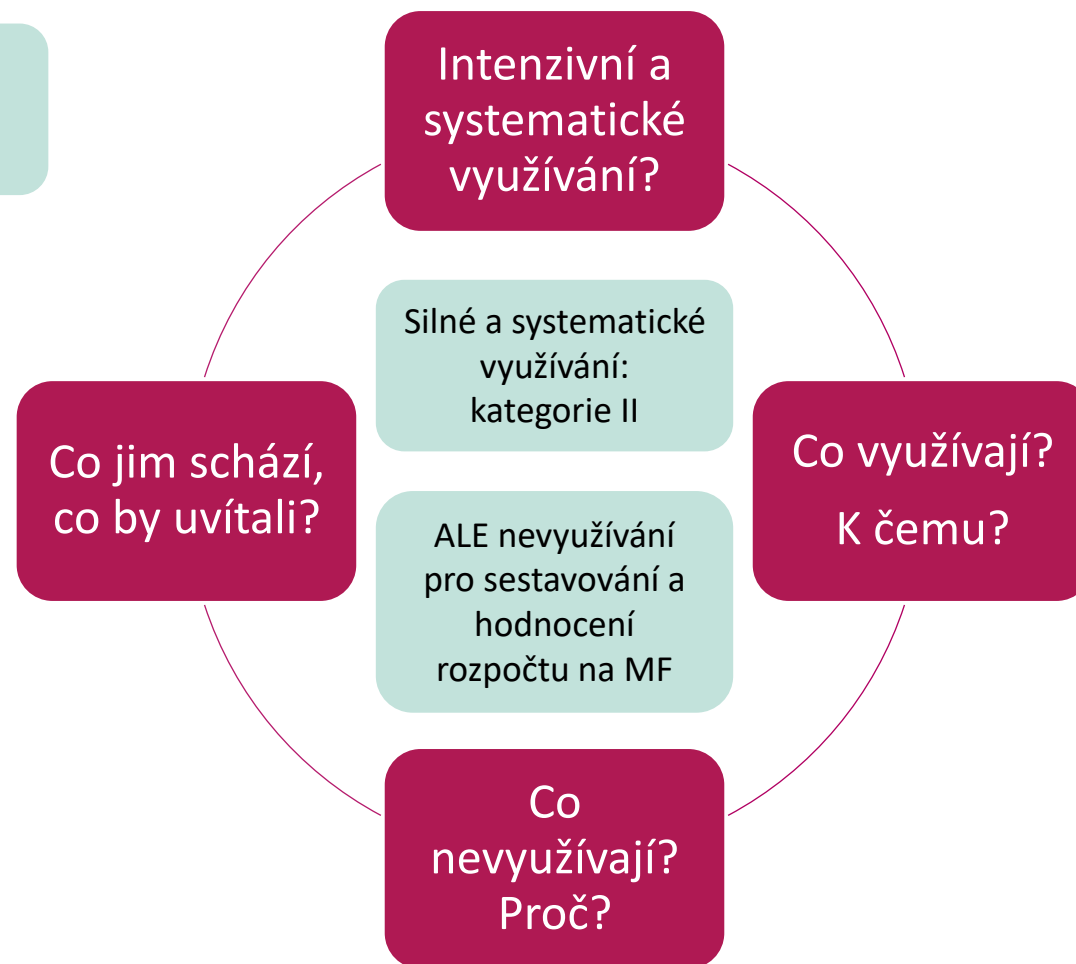 Intenzivní a
systematické
využívání?
Silné a systematické
využívání:
kategorie II
Co jim schází,
co by uvítali?
Co využívají?
K čemu?
ALE nevyužívání
pro sestavování a
hodnocení
rozpočtu na MF
Co
nevyužívají?
Proč?